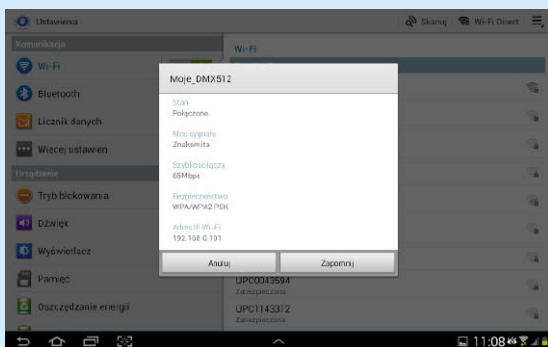 Ustawienia
Skanuj
Wi-Fi Direct
Komunikacja
Wi-Fi
Bluetooth
Licznik danych
Więcej ustawień
Urządzenie
Tryb blokowania
Dźwięk
Wyświetlacz
Pamięć
Oszczędzanie energii
Wi-Fi
Moje_DMX512
Stan
Połączono
Moc sygnału
Znakomita
Szybkość łącza
65Mbps
Bezpieczeństwo
WPA/WPA2 PSK
Adres IP Wi-Fi
192.168.0.101
Anuluj
Zapomnij
UPC0043594
Zabezpieczona
UPC1143312
Zabezpieczona
11:08